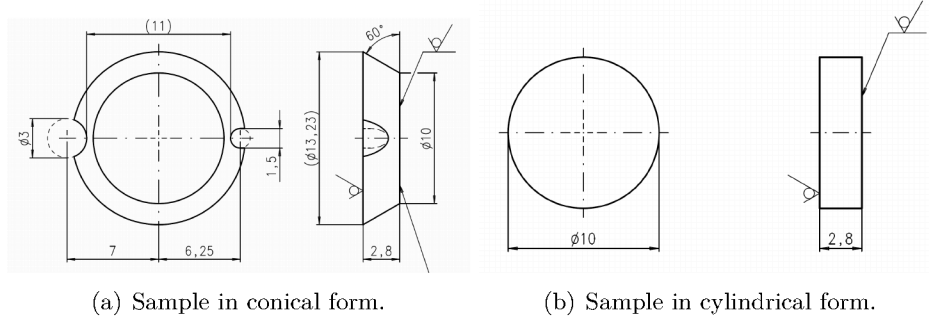 (11)
60°
ø3
1,5
(ø13,23)
ø10
7
6,25
2,8
ø10
2,8
(a) Sample in conical form.
(b) Sample in cylindrical form.